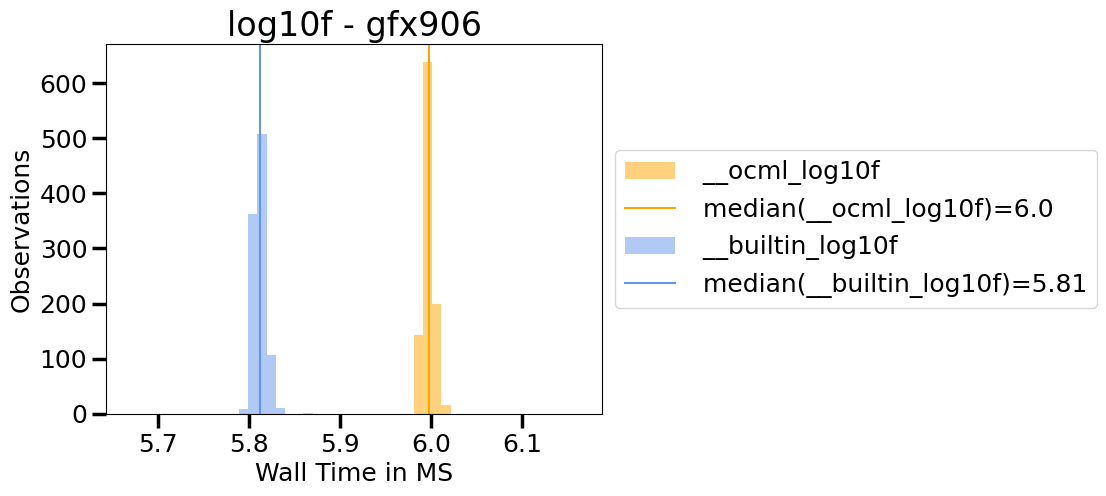 log10f - gfx906
Observations
600
500
400
300
200
100
0
5.7 5.8 5.9 6.0 6.1
Wall Time in MS
__ocml_log10f
median(__ocml_log10f)=6.0
__builtin_log10f
median(__builtin_log10f)=5.81